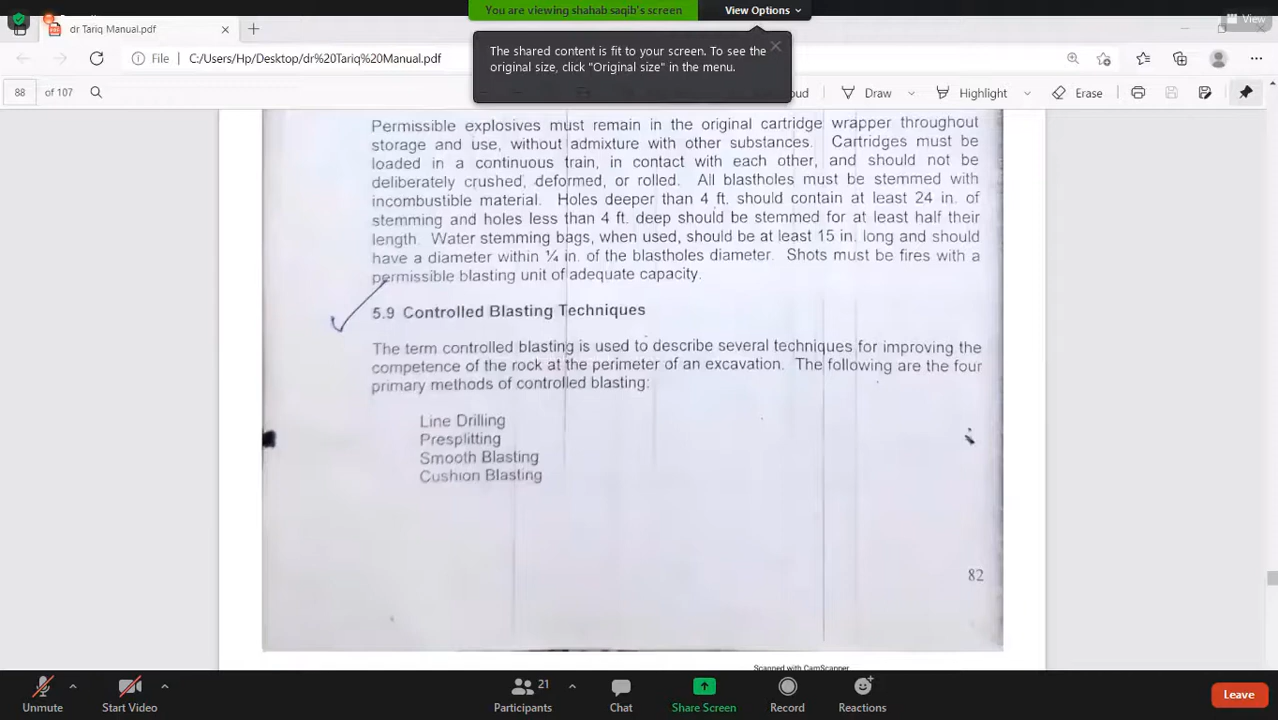 You are viewing shahab saqib's screen
View Options
View
dr Tariq Manual.pdf
The shared content is fit to your screen. To see the
original size, click "Original size" in the menu.
File
C:/Users/Hp/Desktop/dr%20Tariq%20Manual.pdf
88
of 107
Draw
Highlight
Erase
Permissible explosives must remain in the original cartridge wrapper throughout
storage and use, without admixture with other substances. Cartridges must be
loaded in a continuous train, in contact with each other, and should not be
deliberately crushed, deformed, or rolled. All blastholes must be stemmed with
incombustible material. Holes deeper than 4 ft. should contain at least 24 in. of
stemming and holes less than 4 ft. deep should be stemmed for at least half their
length. Water stemming bags, when used, should be at least 15 in. long and should
have a diameter within ¼ in. of the blastholes diameter. Shots must be fires with a
permissible blasting unit of adequate capacity.
5.9 Controlled Blasting Techniques
The term controlled blasting is used to describe several techniques for improving the
competence of the rock at the perimeter of an excavation. The following are the four
primary methods of controlled blasting:
Line Drilling
Presplitting
Smooth Blasting
Cushion Blasting
82
Scanned with CamScanner
Unmute
Start Video
21
Participants
Chat
Share Screen
Record
Reactions
Leave